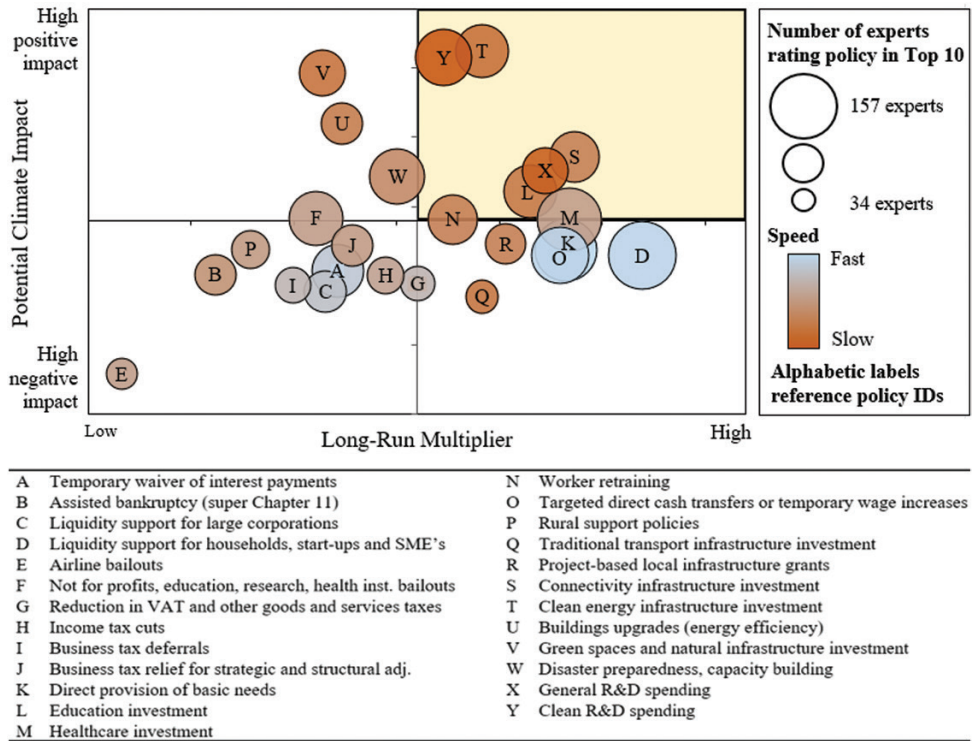 High
positive
impact
Potential Climate Impact
High
negative
impact
Y
T
V
U
W
S
X
L
F
N
M
P
J
R
K
O
D
B
A
H
I
C
G
Q
E
Low
Long-Run Multiplier
High
Number of experts
rating policy in Top 10
157 experts
34 experts
Speed
Fast
Slow
Alphabetic labels
reference policy IDs
A Temporary waiver of interest payments
B Assisted bankruptcy (super Chapter 11)
C Liquidity support for large corporations
D Liquidity support for households, start-ups and SME's
E Airline bailouts
F Not for profits, education, research, health inst. bailouts
G Reduction in VAT and other goods and services taxes
H Income tax cuts
I Business tax deferrals
J Business tax relief for strategic and structural adj.
K Direct provision of basic needs
L Education investment
M Healthcare investment
N Worker retraining
O Targeted direct cash transfers or temporary wage increases
P Rural support policies
Q Traditional transport infrastructure investment
R Project-based local infrastructure grants
S Connectivity infrastructure investment
T Clean energy infrastructure investment
U Buildings upgrades (energy efficiency)
V Green spaces and natural infrastructure investment
W Disaster preparedness, capacity building
X General R&D spending
Y Clean R&D spending